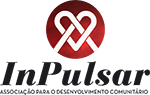 InPulsar
ASSOCIAÇÃO PARA O DESENVOLVIMENTO COMUNITÁRIO